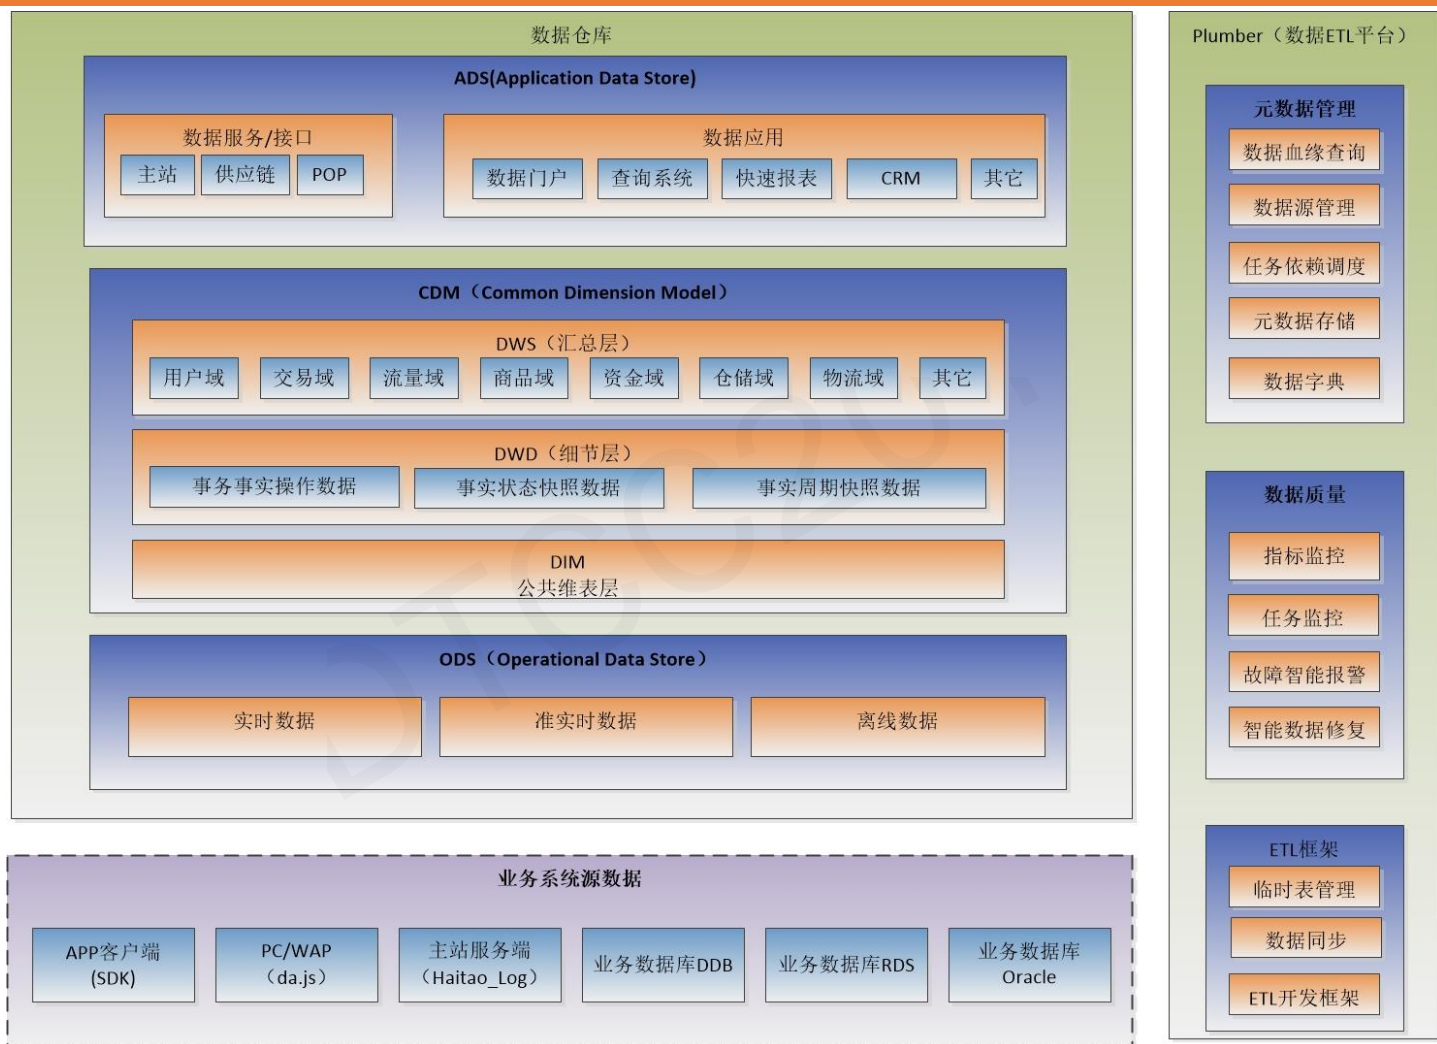 数据仓库
ADS(Application Data Store)
数据服务/接口
主站
供应链
POP
数据应用
数据门户
查询系统
快速报表
CRM
其它
CDM（Common Dimension Model）
DWS（汇总层）
用户域
交易域
流量域
商品域
资金域
仓储域
物流域
其它
DWD（细节层）
事务事实操作数据
事实状态快照数据
事实周期快照数据
DIM
公共维表层
ODS（Operational Data Store）
实时数据
准实时数据
离线数据
业务系统源数据
APP客户端
(SDK)
PC/WAP
（da.js）
主站服务端
（Haitao_Log）
业务数据库DDB
业务数据库RDS
业务数据库
Oracle
Plumber（数据ETL平台）
元数据管理
数据血缘查询
数据源管理
任务依赖调度
元数据存储
数据字典
数据质量
指标监控
任务监控
故障智能报警
智能数据修复
ETL框架
临时表管理
数据同步
ETL开发框架